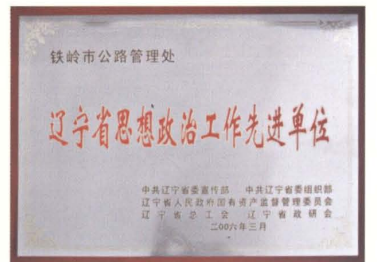 铁岭市公路管理处
辽宁省思想政治工作先进单位
中共辽宁省委宣传部 中共辽宁省委组织部
辽宁省人民政府国有资产监督管理委员会
辽宁省总工会 辽宁省政研会
二00六年三月